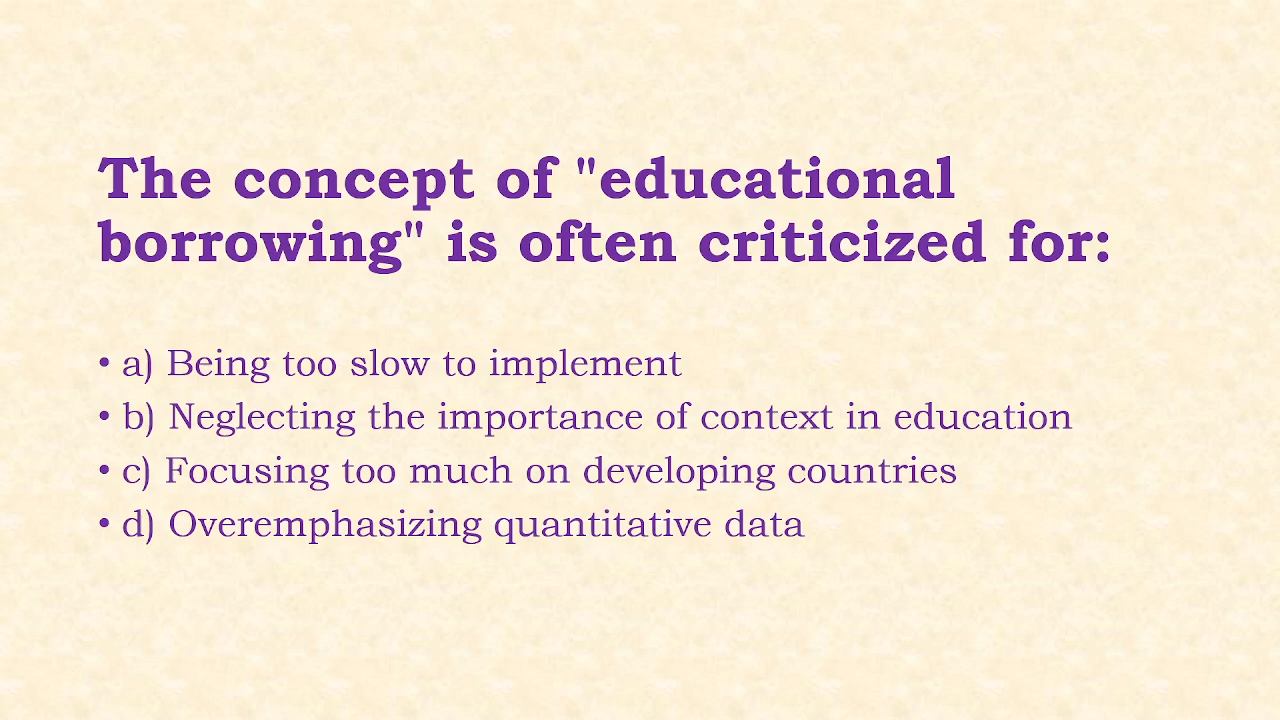 The concept of "educational
borrowing" is often criticized for:
• a) Being too slow to implement
• b) Neglecting the importance of context in education
• c) Focusing too much on developing countries
• d) Overemphasizing quantitative data